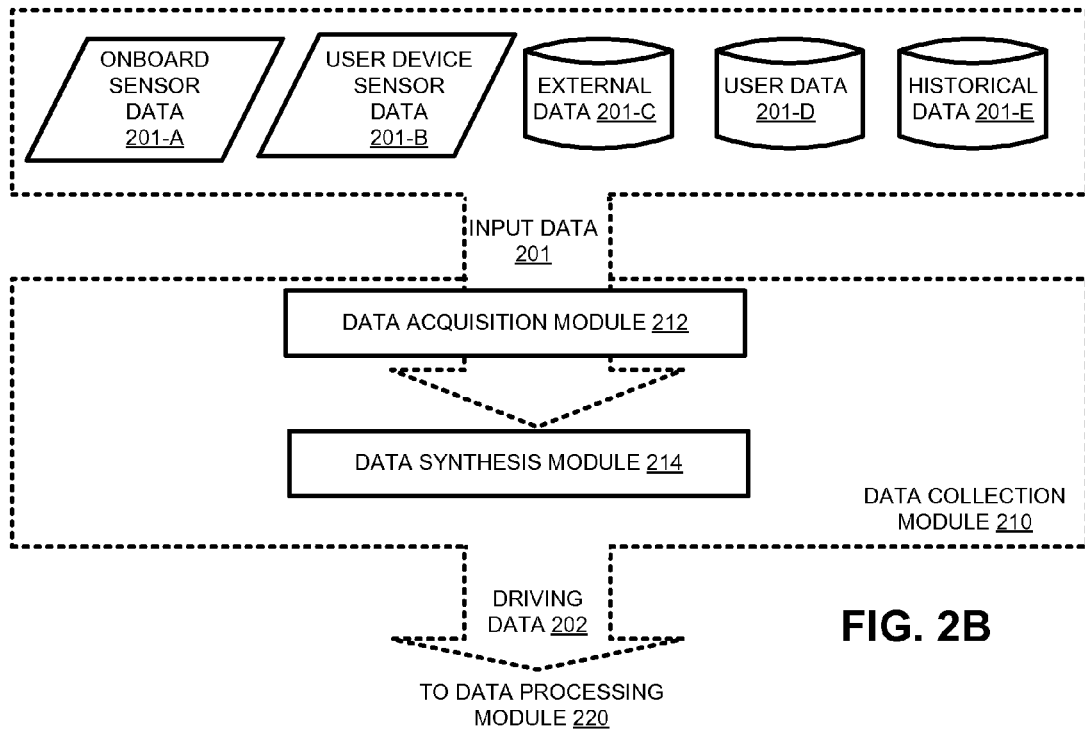 ONBOARD
SENSOR
DATA
201-A
USER DEVICE
SENSOR
DATA
201-B
EXTERNAL
DATA 201-C
USER DATA
201-D
HISTORICAL
DATA 201-E
INPUT DATA
201
DATA ACQUISITION MODULE 212
DATA SYNTHESIS MODULE 214
DATA COLLECTION
MODULE 210
DRIVING
DATA 202
FIG. 2B
TO DATA PROCESSING
MODULE 220